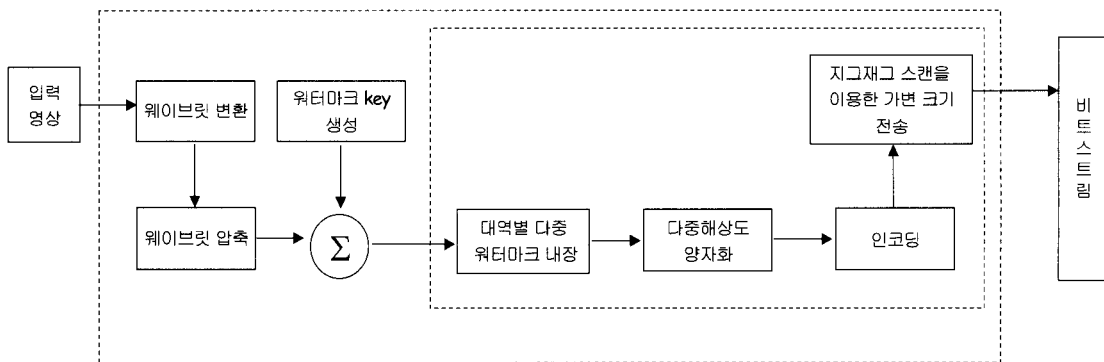 입력
영상
웨이브릿 변환
워터마크 key
생성
지그재그 스캔을
이용한 가변 크기
전송
비트스트림
웨이브릿 압축
Σ
대역별 다중
워터마크 내장
다중해상도
양자화
인코딩